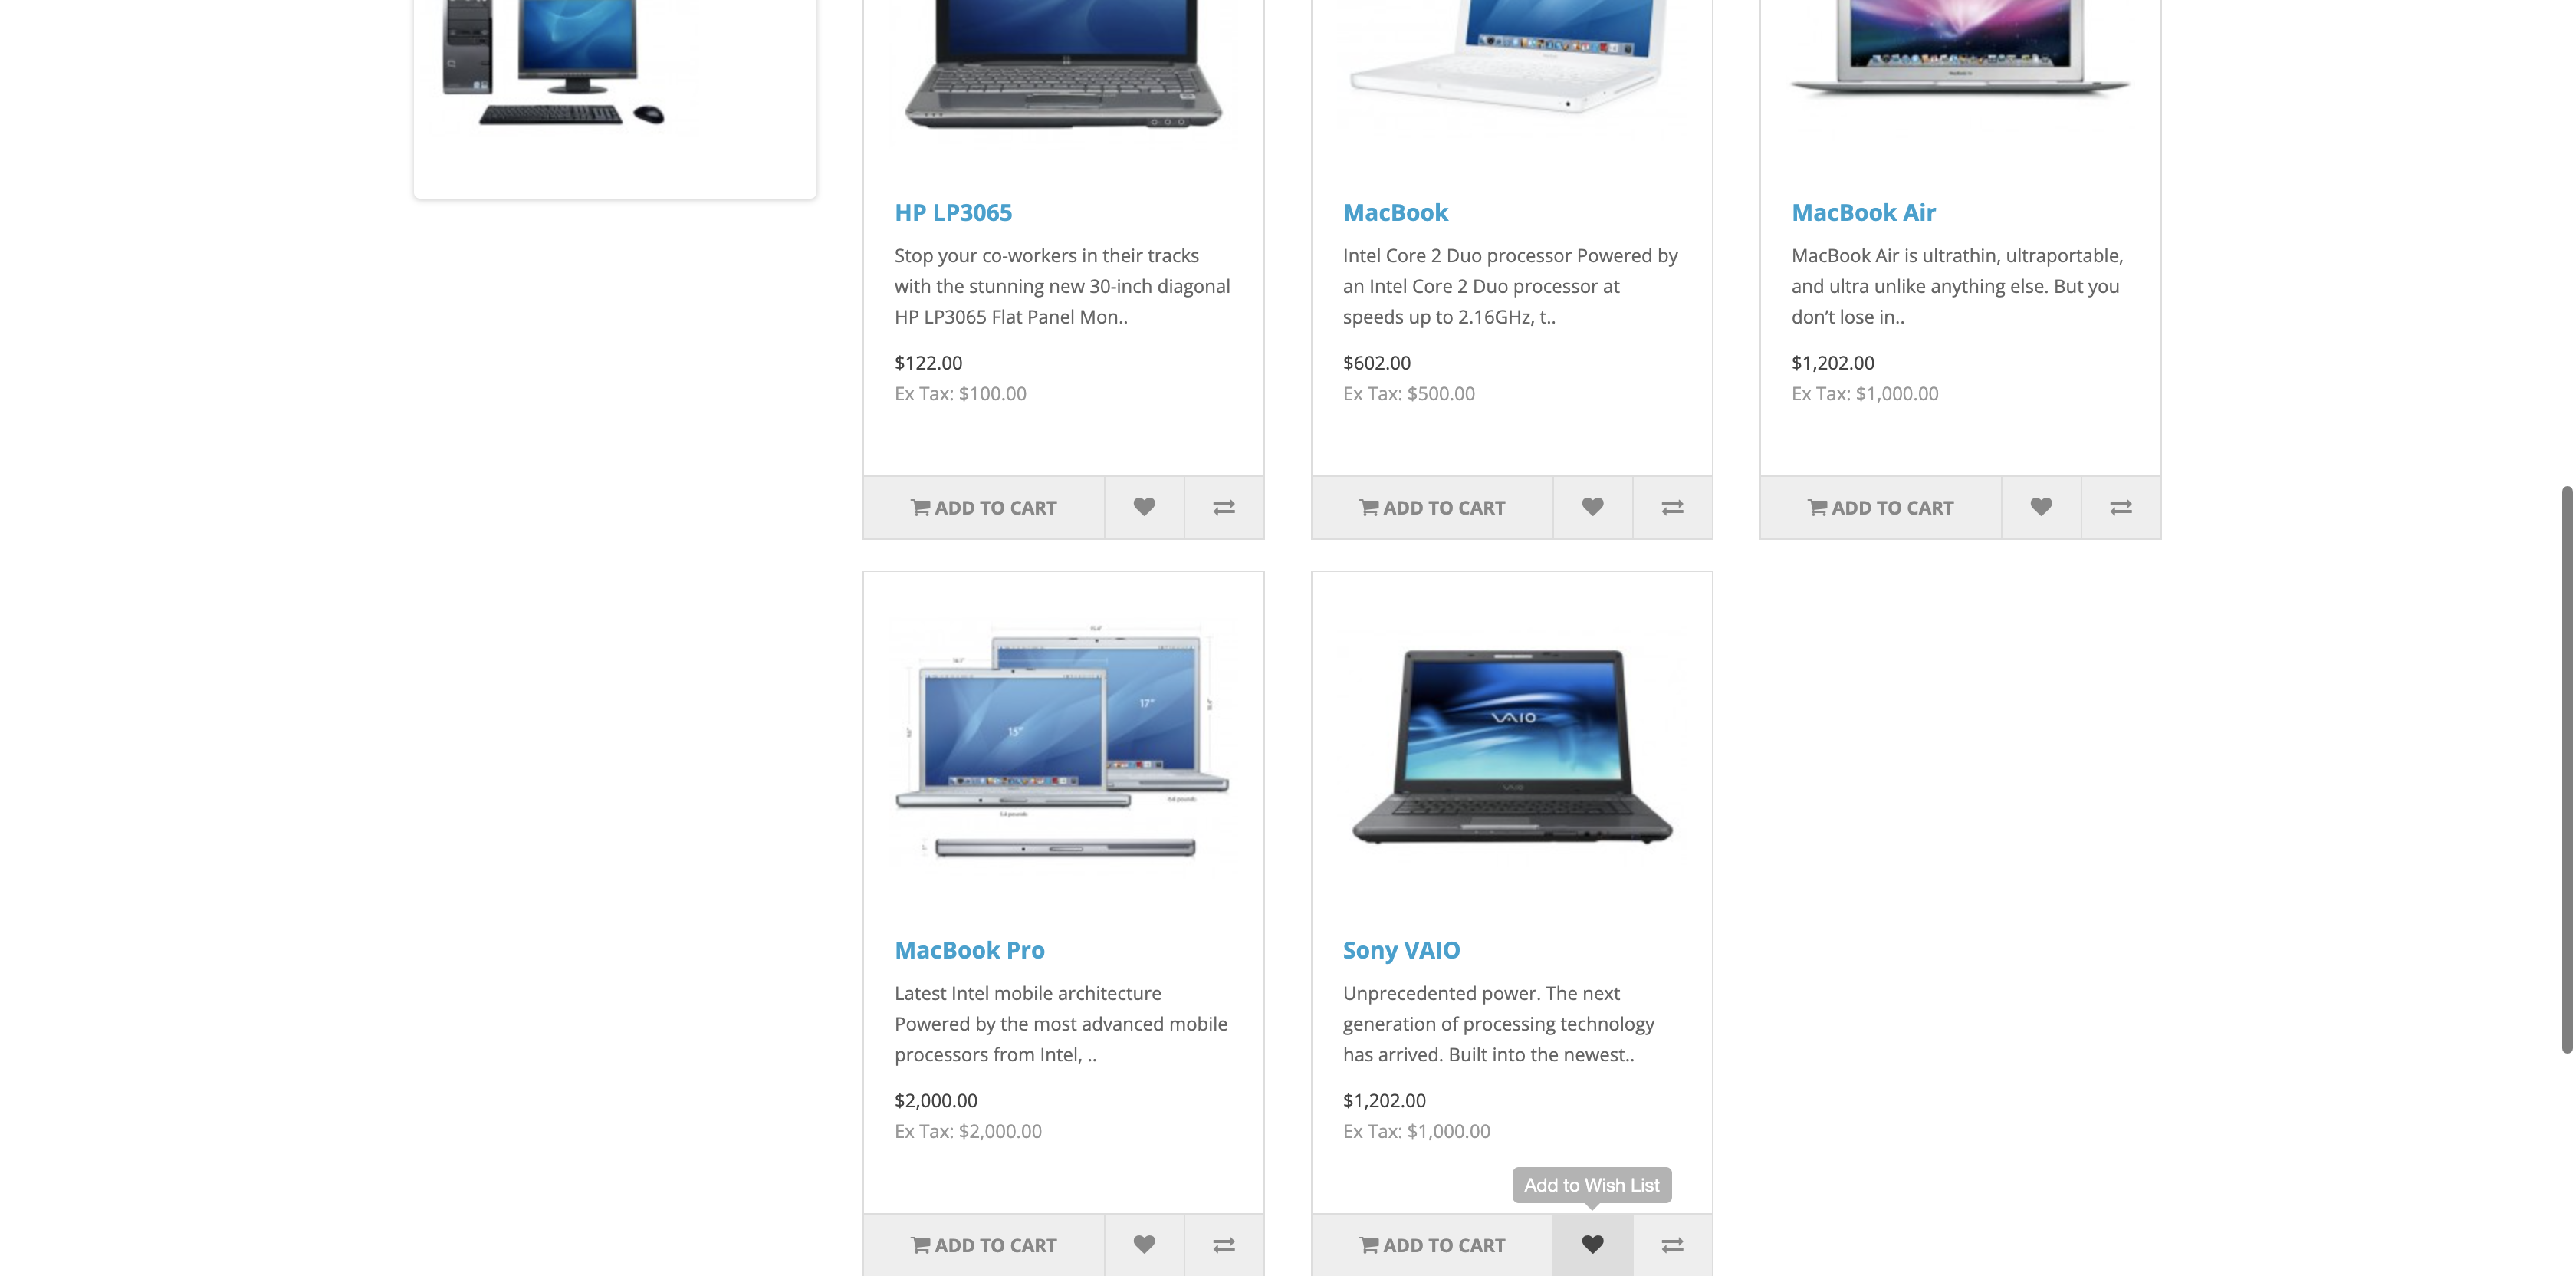 HP LP3065
Stop your co-workers in their tracks
with the stunning new 30-inch diagonal
HP LP3065 Flat Panel Mon..
$122.00
Ex Tax: $100.00
ADD TO CART
MacBook
Intel Core 2 Duo processor Powered by
an Intel Core 2 Duo processor at
speeds up to 2.16GHz, t..
$602.00
Ex Tax: $500.00
ADD TO CART
MacBook Air
MacBook Air is ultrathin, ultraportable,
and ultra unlike anything else. But you
don’t lose in..
$1,202.00
Ex Tax: $1,000.00
ADD TO CART
15"
17"
MacBook Pro
Latest Intel mobile architecture
Powered by the most advanced mobile
processors from Intel, ..
$2,000.00
Ex Tax: $2,000.00
ADD TO CART
VAIO
VAIO
Sony VAIO
Unprecedented power. The next
generation of processing technology
has arrived. Built into the newest..
$1,202.00
Ex Tax: $1,000.00
Add to Wish List
ADD TO CART